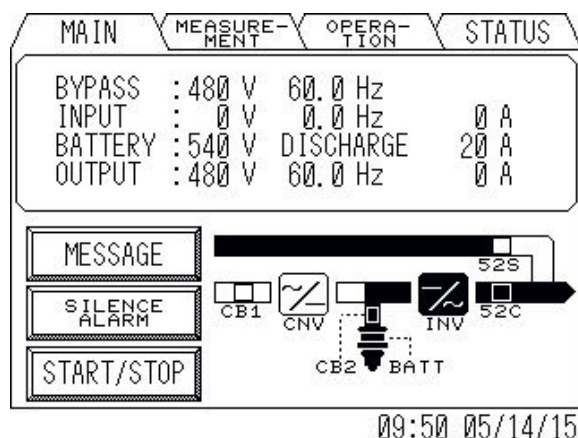 MAIN MEASURE-MENT OPERA-TION STATUS
BYPASS : 480 V 60.0 Hz
INPUT : 0 V 0.0 Hz 0 A
BATTERY : 540 V DISCHARGE 20 A
OUTPUT : 480 V 60.0 Hz 0 A
MESSAGE
52S
SILENCE
ALARM
CB1 CNV INV 52C
START/STOP
CB2 BATT
09:50 05/14/15